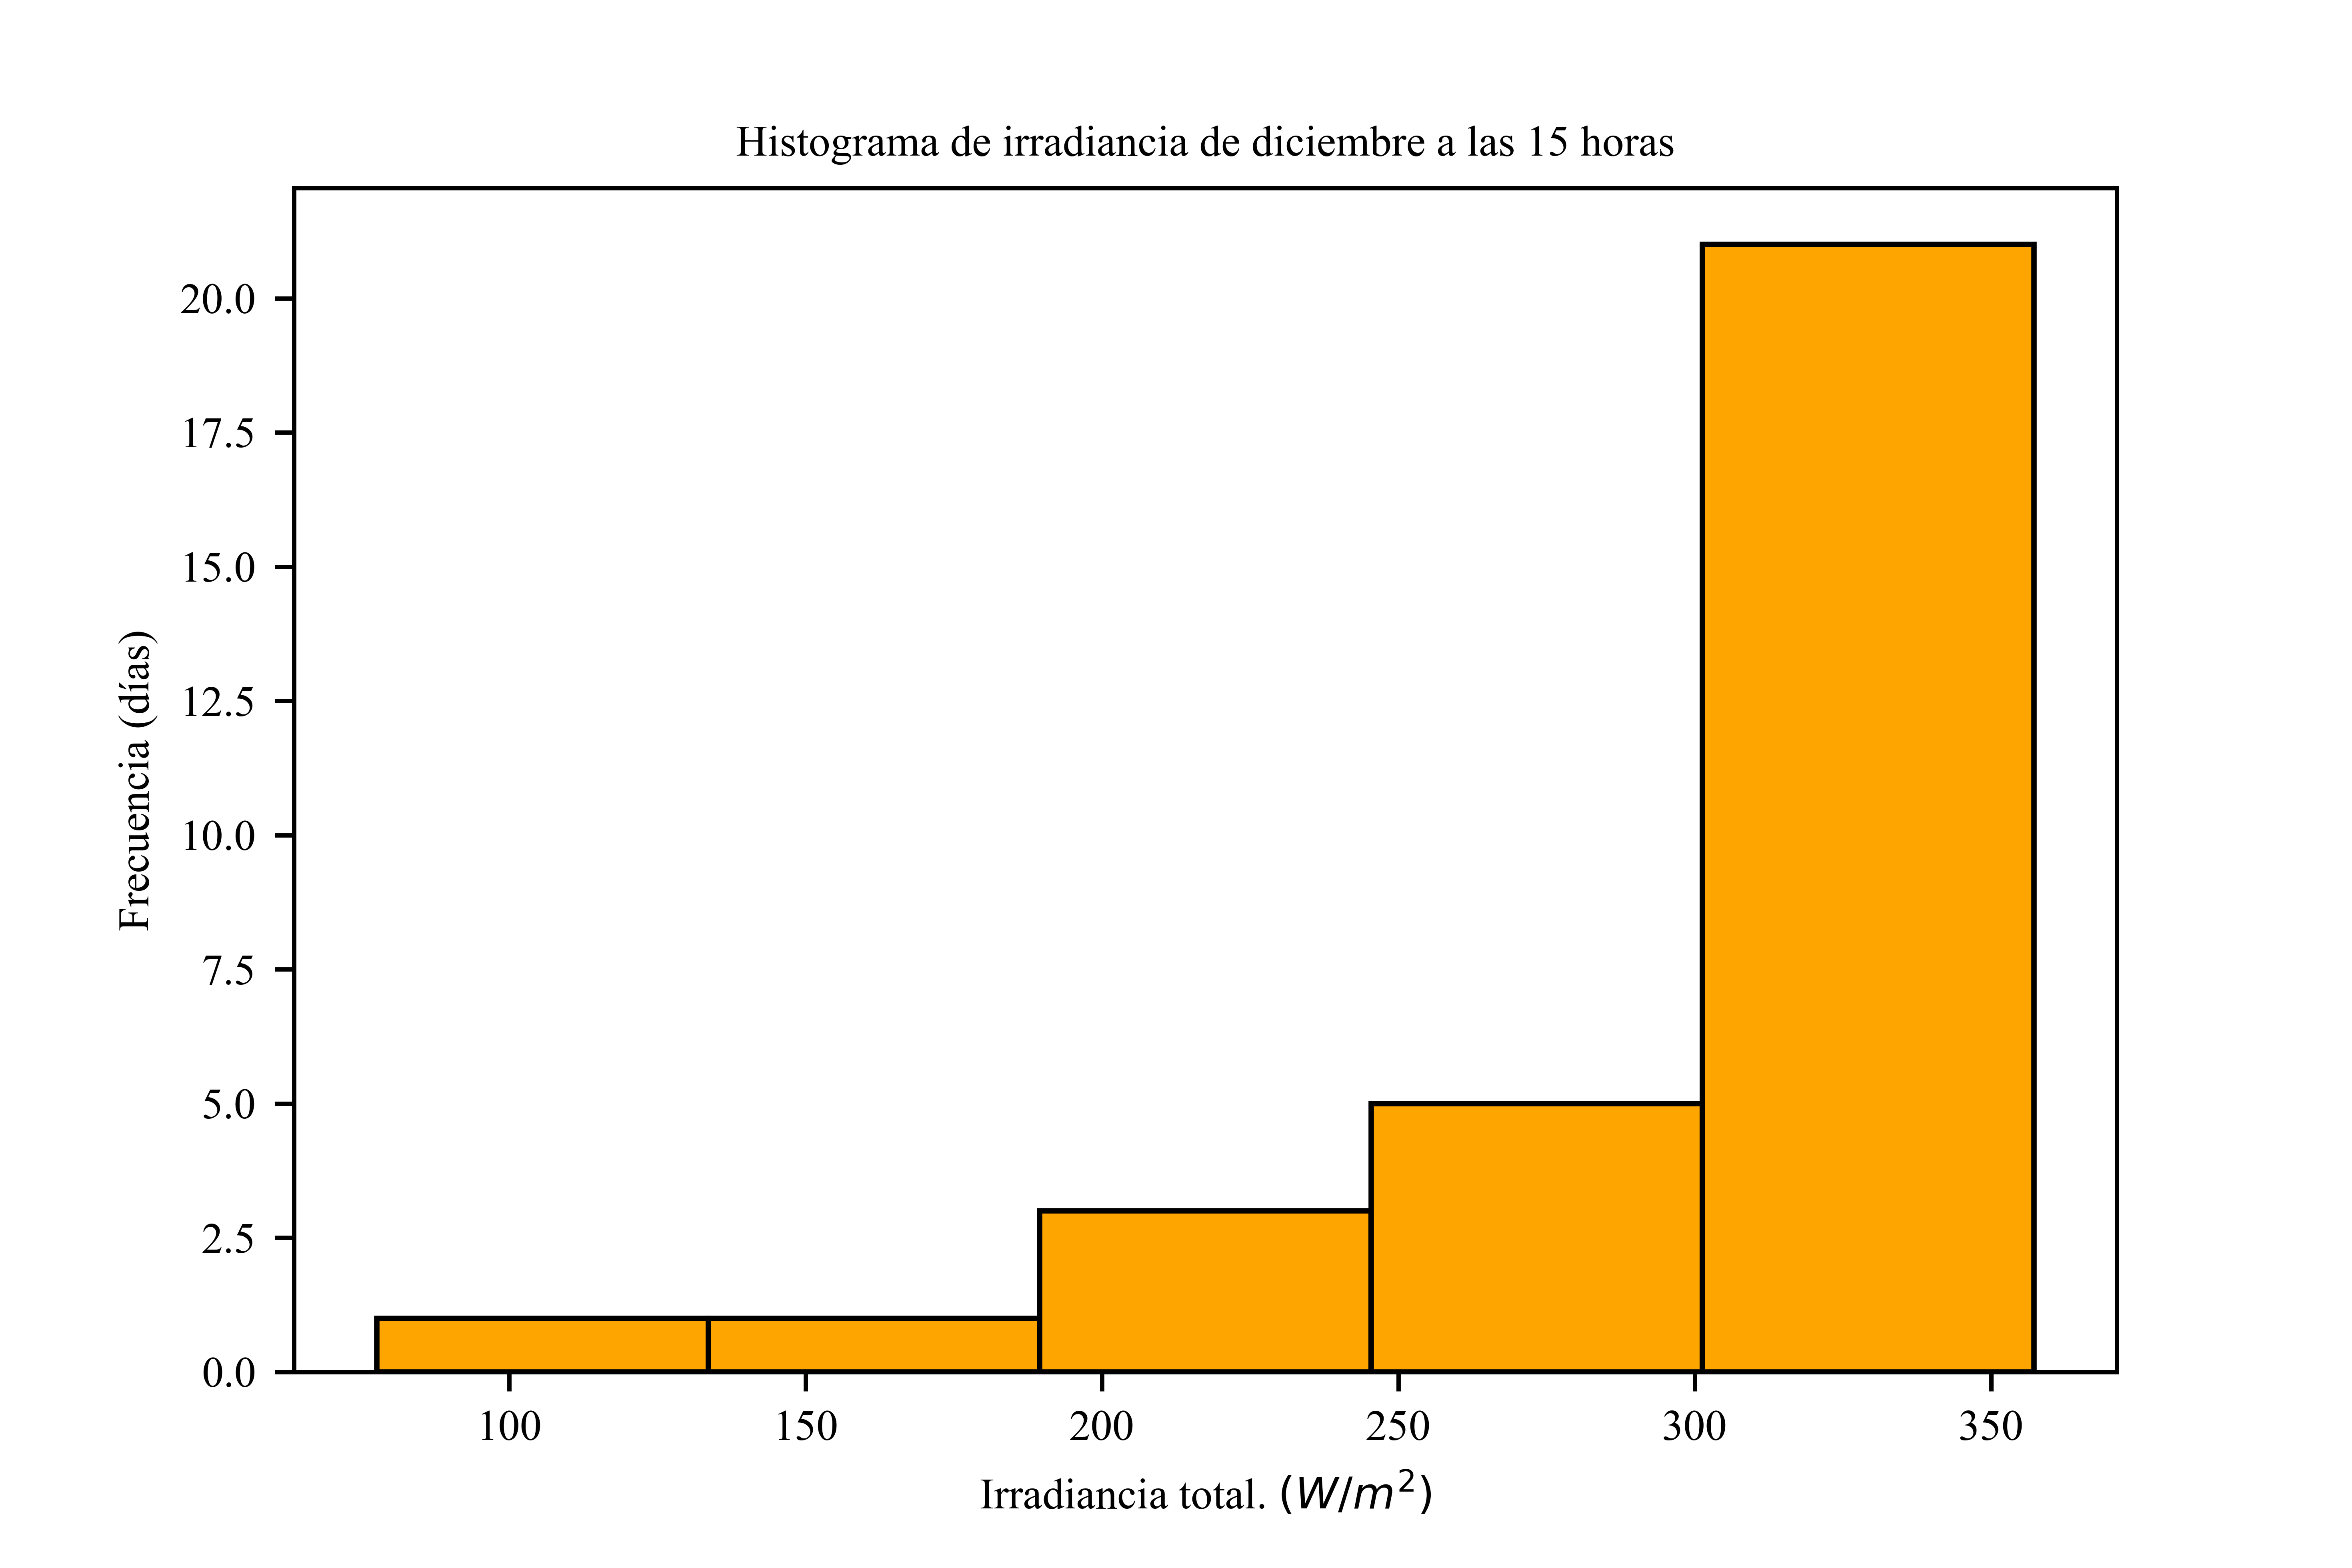 Histograma de irradiancia de diciembre a las 15 horas
Frecuencia (días)
20.0
17.5
15.0
12.5
10.0
7.5
5.0
2.5
0.0
100 150 200 250 300 350
Irradiancia total. (W/m²)